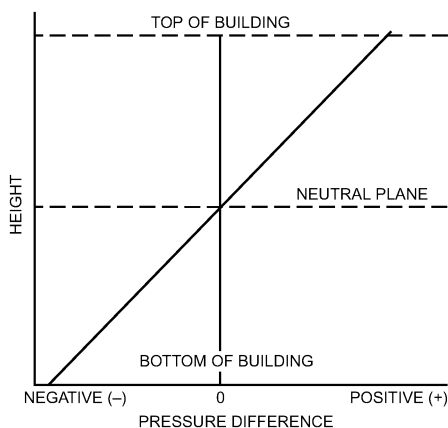 TOP OF BUILDING
HEIGHT
NEUTRAL PLANE
BOTTOM OF BUILDING
NEGATIVE (–) 0 POSITIVE (+)
PRESSURE DIFFERENCE